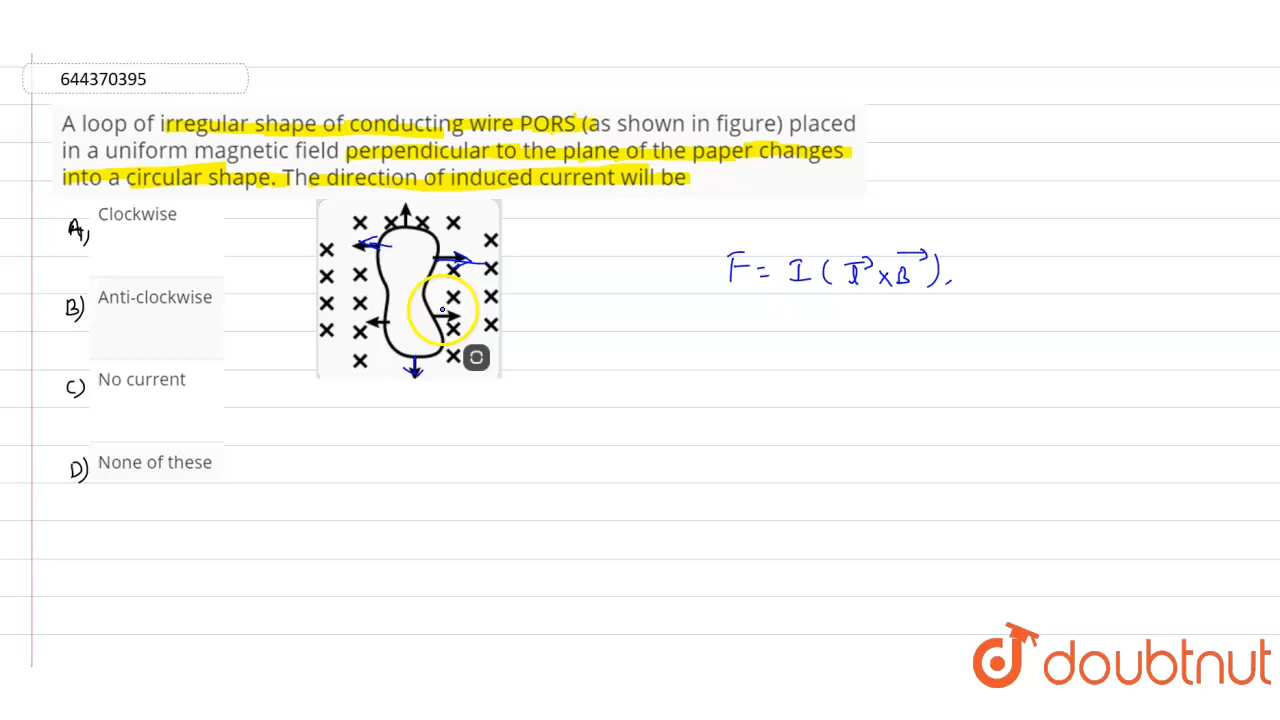 644370395
A loop of irregular shape of conducting wire PORS (as shown in figure) placed
in a uniform magnetic field perpendicular to the plane of the paper changes
into a circular shape. The direction of induced current will be
A) Clockwise
B) Anti-clockwise
C) No current
D) None of these
F = I ( l × B ).
doubtnut